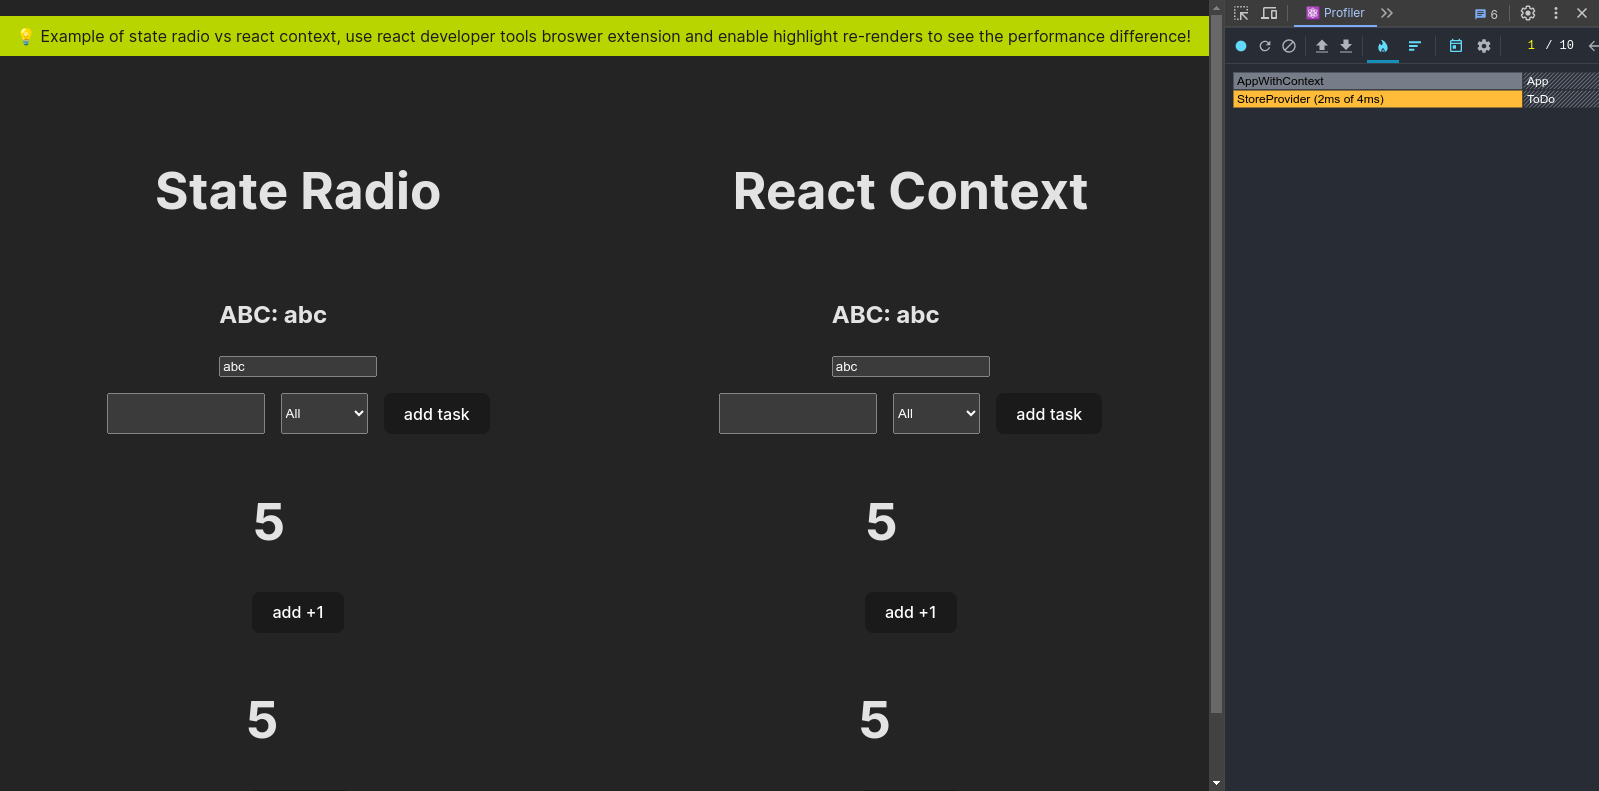 💡 Example of state radio vs react context, use react developer tools broswer extension and enable highlight re-renders to see the performance difference!
State Radio
ABC: abc
abc
All
add task
5
add +1
5
React Context
ABC: abc
abc
All
add task
5
add +1
5
Profiler
6
1 / 10
AppWithContext
App
StoreProvider (2ms of 4ms)
ToDo